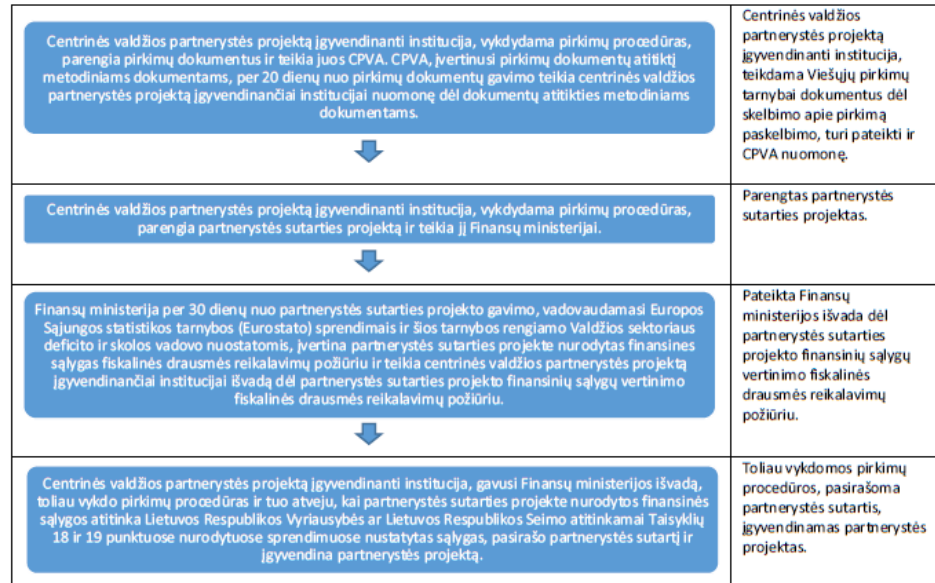 Centrinės valdžios partnerystės projektą įgyvendinanti institucija, vykdydama pirkimų procedūras,
parengia pirkimų dokumentus ir teikia juos CPVA. CPVA, įvertinusi pirkimų dokumentų atitiktį
metodiniams dokumentams, per 20 dienų nuo pirkimų dokumentų gavimo teikia centrinės valdžios
partnerystės projektą įgyvendinančiai institucijai nuomonę dėl dokumentų atitikties metodiniams
dokumentams.
Centrinės valdžios
partnerystės projektą
įgyvendinanti institucija,
teikdama Viešųjų pirkimų
tarnybai dokumentus dėl
skelbimo apie pirkimą
paskelbimo, turi pateikti ir
CPVA nuomonę.
Centrinės valdžios partnerystės projektą įgyvendinanti institucija, vykdydama pirkimų procedūras,
parengia partnerystės sutarties projektą ir teikia jį Finansų ministerijai.
Parengtas partnerystės
sutarties projektas.
Finansų ministerija per 30 dienų nuo partnerystės sutarties projekto gavimo, vadovaudamasi Europos
Sąjungos statistikos tarnybos (Eurostato) sprendimais ir šios tarnybos rengiamo Valdžios sektoriaus
deficito ir skolos vadovo nuostatomis, įvertina partnerystės sutarties projekte nurodytas finansines
sąlygas fiskalinės drausmės reikalavimų požiūriu ir teikia centrinės valdžios partnerystės projektą
įgyvendinančiai institucijai išvadą dėl partnerystės sutarties projekto finansinių sąlygų vertinimo
fiskalinės drausmės reikalavimų požiūriu.
Pateikta Finansų
ministerijos išvada dėl
partnerystės sutarties
projekto finansinių sąlygų
vertinimo fiskalinės
drausmės reikalavimų
požiūriu.
Centrinės valdžios partnerystės projektą įgyvendinanti institucija, gavusi Finansų ministerijos išvadą,
toliau vykdo pirkimų procedūras ir tuo atveju, kai partnerystės sutarties projekte nurodytos finansinės
sąlygos atitinka Lietuvos Respublikos Vyriausybės ar Lietuvos Respublikos Seimo atitinkamai Taisyklių
18 ir 19 punktuose nurodytuose sprendimuose nustatytas sąlygas, pasirašo partnerystės sutartį ir
įgyvendina partnerystės projektą.
Toliau vykdomos pirkimų
procedūros, pasirašoma
partnerystės sutartis,
įgyvendinamas partnerystės
projektas.